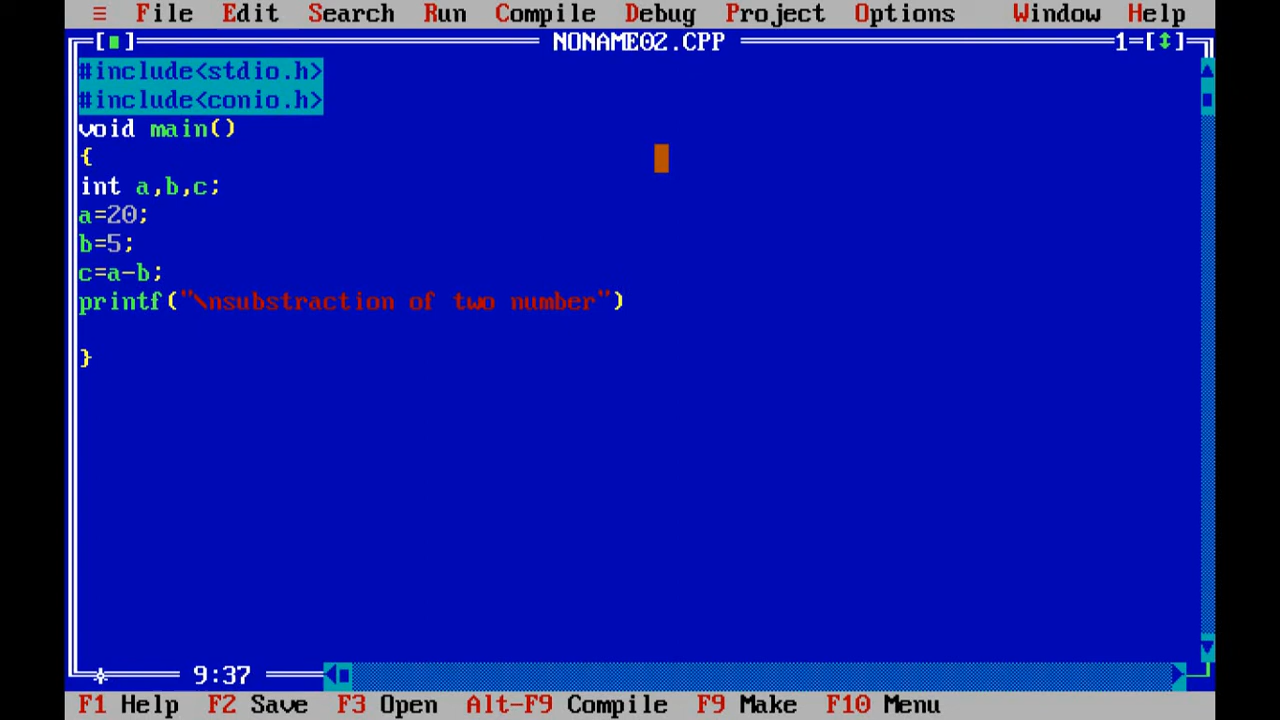 ≡ File Edit Search Run Compile Debug Project Options Window Help
[■] NONAME02.CPP 1=[↕]
#include<stdio.h>
#include<conio.h>
void main()
{
int a,b,c;
a=20;
b=5;
c=a-b;
printf("\nsubstraction of two number")
}
9:37
F1 Help F2 Save F3 Open Alt-F9 Compile F9 Make F10 Menu